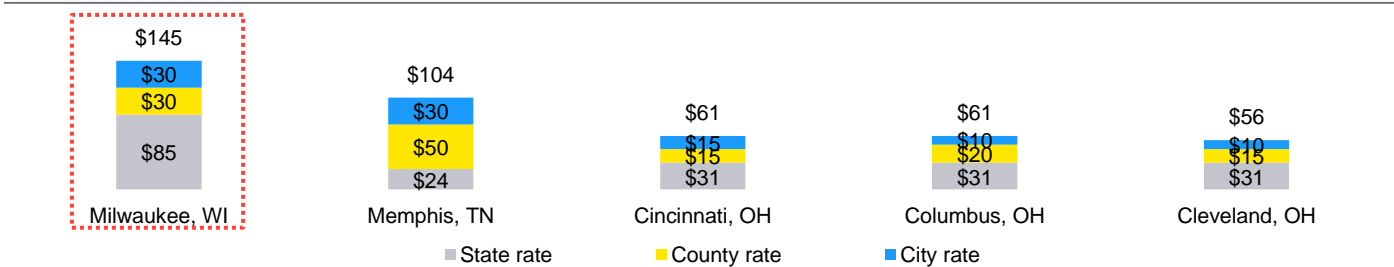 $145
$30
$30
$85
Milwaukee, WI
$104
$30
$50
$24
Memphis, TN
$61
$15
$15
$31
Cincinnati, OH
$61
$10
$20
$31
Columbus, OH
$56
$10
$15
$31
Cleveland, OH
State rate
County rate
City rate